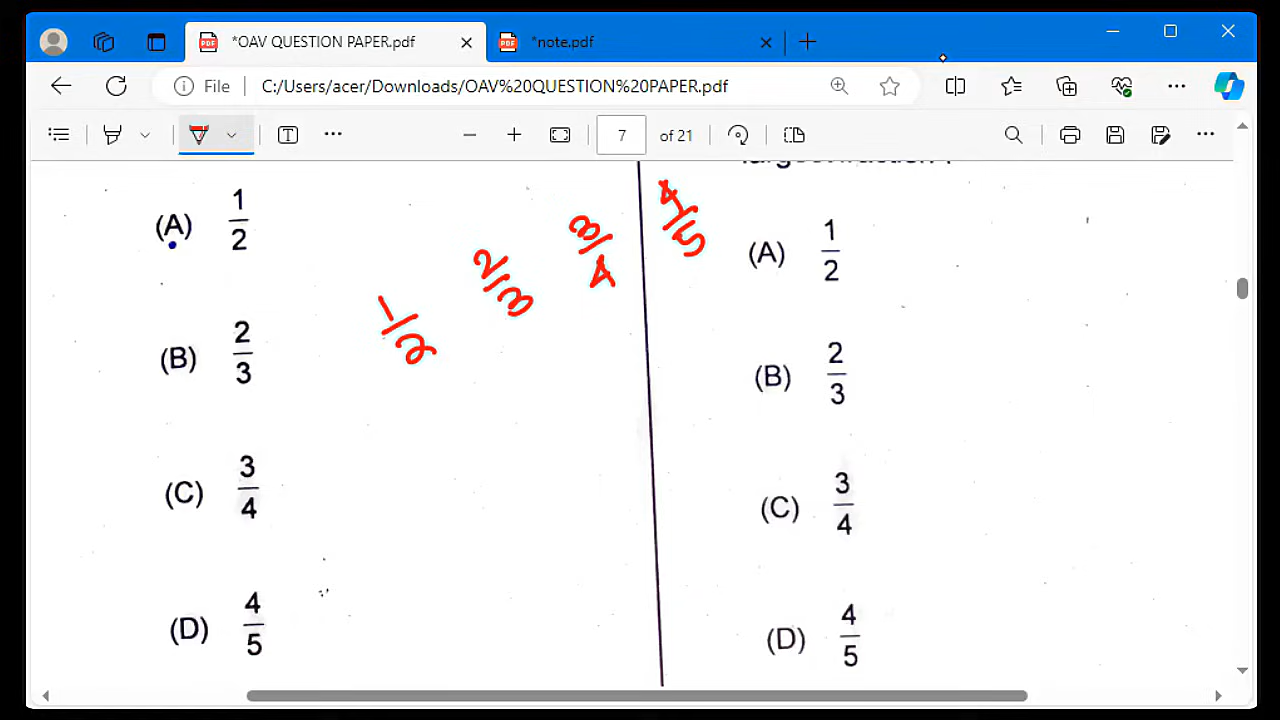 *OAV QUESTION PAPER.pdf
*note.pdf
File
C:/Users/acer/Downloads/OAV%20QUESTION%20PAPER.pdf
7 of 21
(A) 1/2
(B) 2/3
(C) 3/4
(D) 4/5
1/2 2/3 3/4 4/5
(A) 1/2
(B) 2/3
(C) 3/4
(D) 4/5